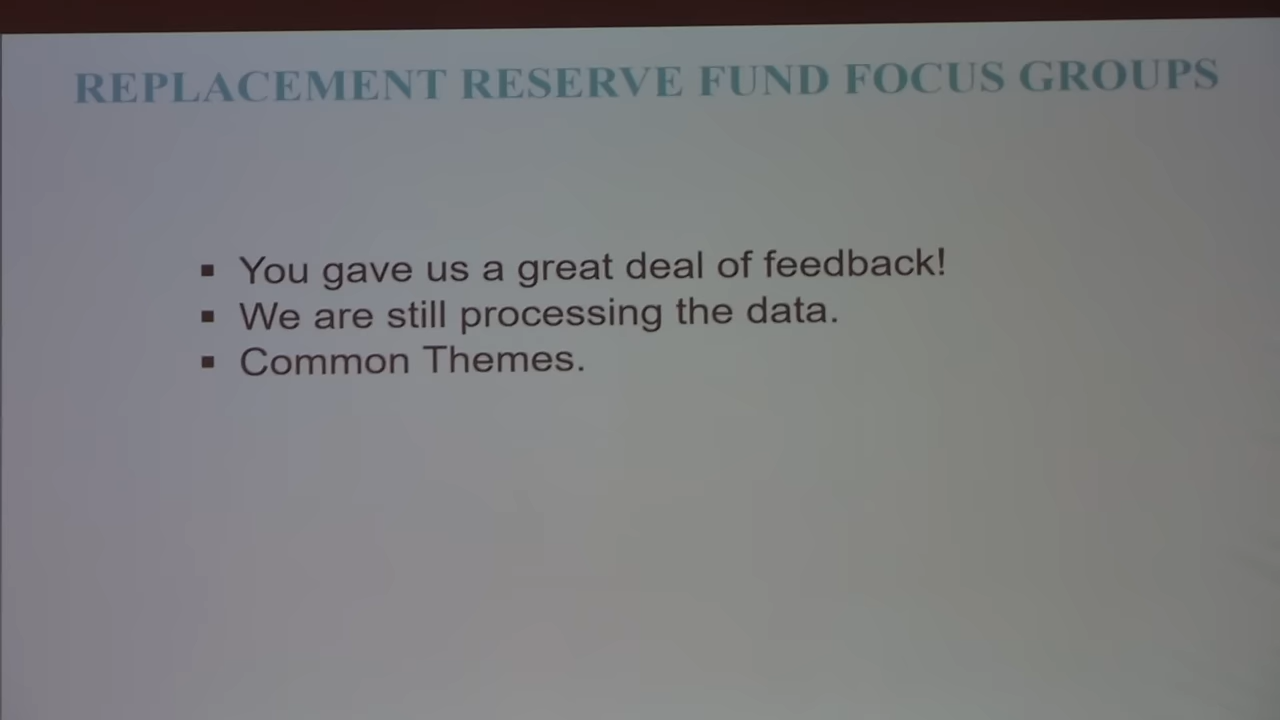 REPLACEMENT RESERVE FUND FOCUS GROUPS
▪ You gave us a great deal of feedback!
▪ We are still processing the data.
▪ Common Themes.